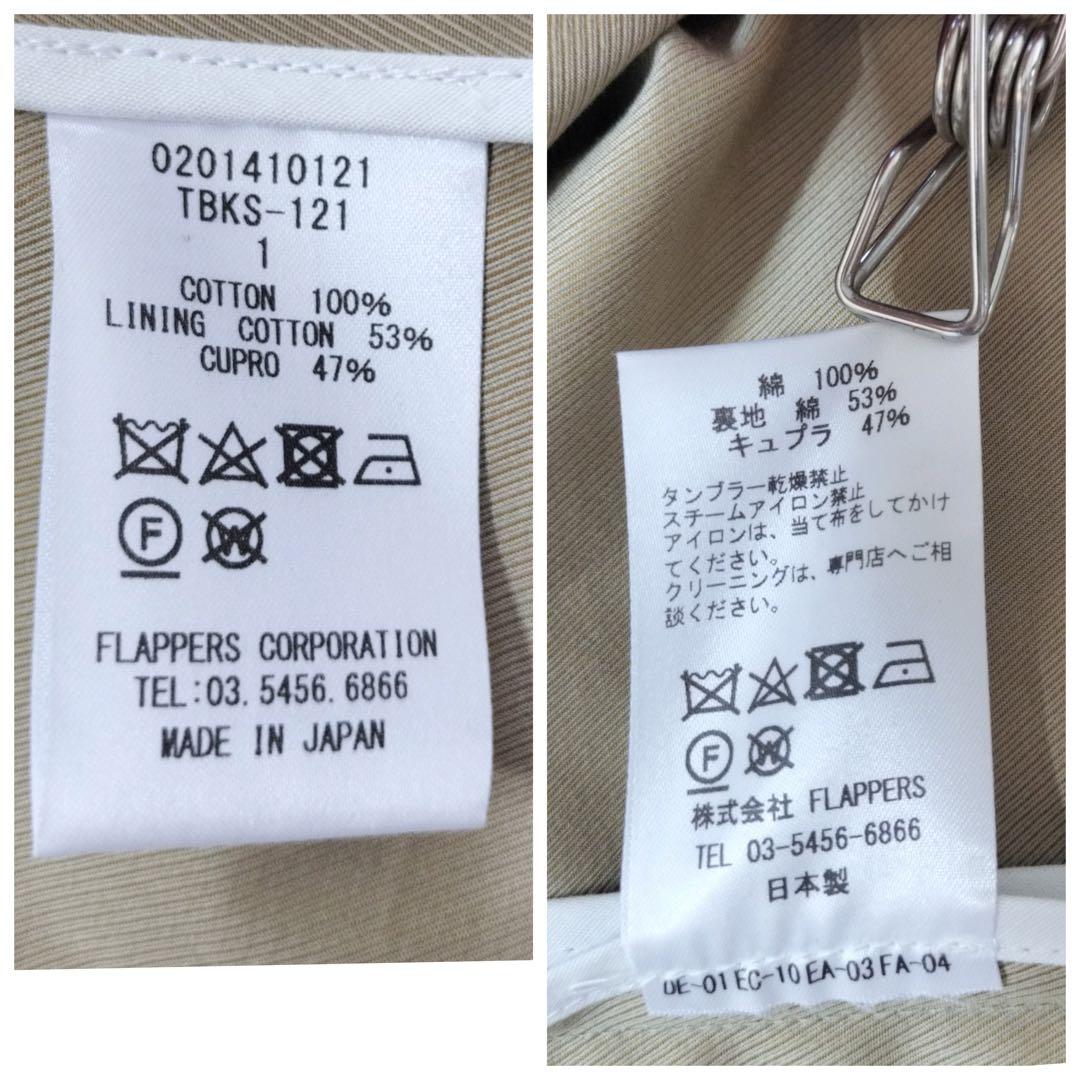 0201410121
TBKS-121
1
COTTON 100%
LINING COTTON 53%
CUPRO 47%
F
W
FLAPPERS CORPORATION
TEL:03.5456.6866
MADE IN JAPAN
綿 100%
裏地 綿 53%
キュプラ 47%
タンブラー乾燥禁止
スチームアイロン禁止
アイロンは、当て布をしてかけ
てください。
クリーニングは、専門店へご相
談ください。
F
W
株式会社 FLAPPERS
TEL 03-5456-6866
日本製
DE-01 EC-10 EA-03 FA-04